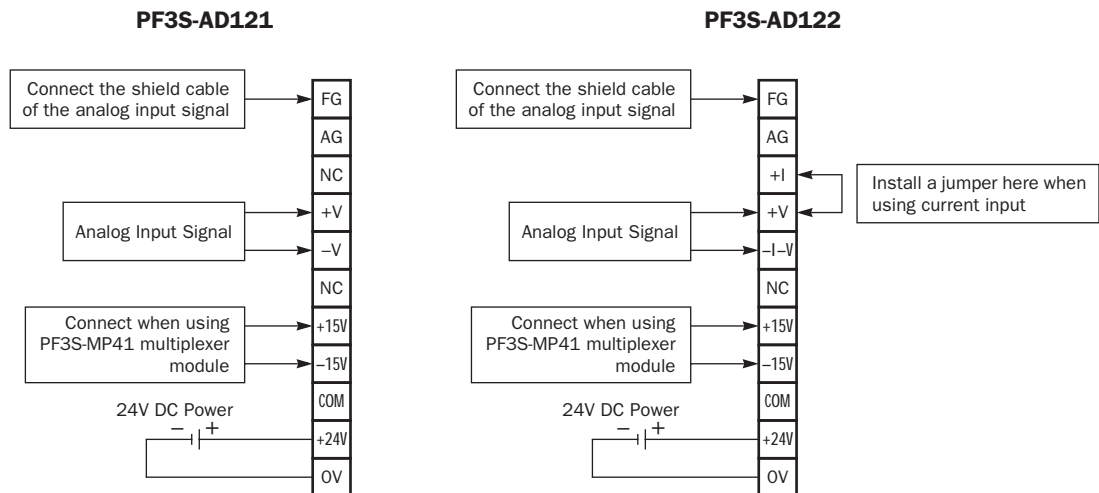 PF3S-AD121
Connect the shield cable
of the analog input signal
FG
AG
NC
+V
Analog Input Signal
–V
NC
Connect when using
PF3S-MP41 multiplexer
module
+15V
–15V
COM
24V DC Power
– +
+24V
0V
PF3S-AD122
Connect the shield cable
of the analog input signal
FG
AG
+I
Install a jumper here when
using current input
+V
Analog Input Signal
–I–V
NC
Connect when using
PF3S-MP41 multiplexer
module
+15V
–15V
COM
24V DC Power
– +
+24V
0V